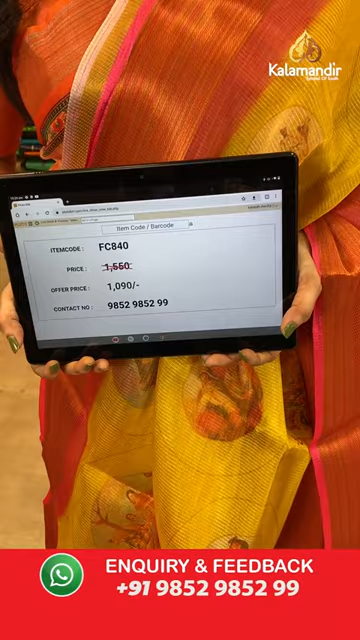 Kalamandir
Item Code / Barcode
ITEMCODE : FC840
PRICE : 1,550
OFFER PRICE : 1,090/-
CONTACT NO : 9852 9852 99
ENQUIRY & FEEDBACK
+91 9852 9852 99